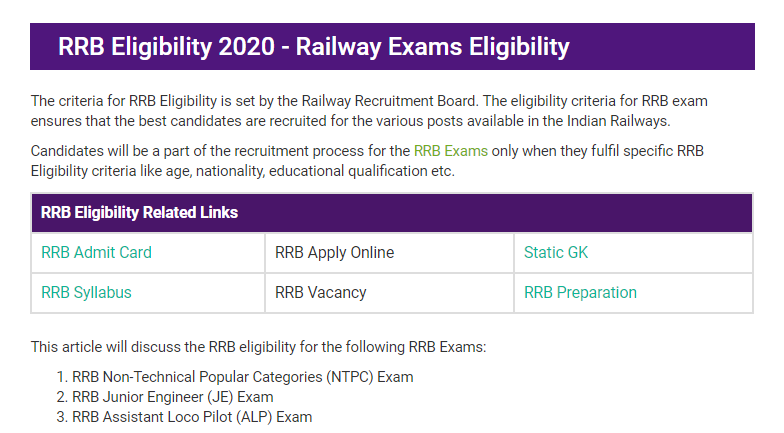 RRB Eligibility 2020 - Railway Exams Eligibility
The criteria for RRB Eligibility is set by the Railway Recruitment Board. The eligibility criteria for RRB exam
ensures that the best candidates are recruited for the various posts available in the Indian Railways.
Candidates will be a part of the recruitment process for the RRB Exams only when they fulfil specific RRB
Eligibility criteria like age, nationality, educational qualification etc.
RRB Eligibility Related Links
RRB Admit Card RRB Apply Online Static GK
RRB Syllabus RRB Vacancy RRB Preparation
This article will discuss the RRB eligibility for the following RRB Exams:
1. RRB Non-Technical Popular Categories (NTPC) Exam
2. RRB Junior Engineer (JE) Exam
3. RRB Assistant Loco Pilot (ALP) Exam